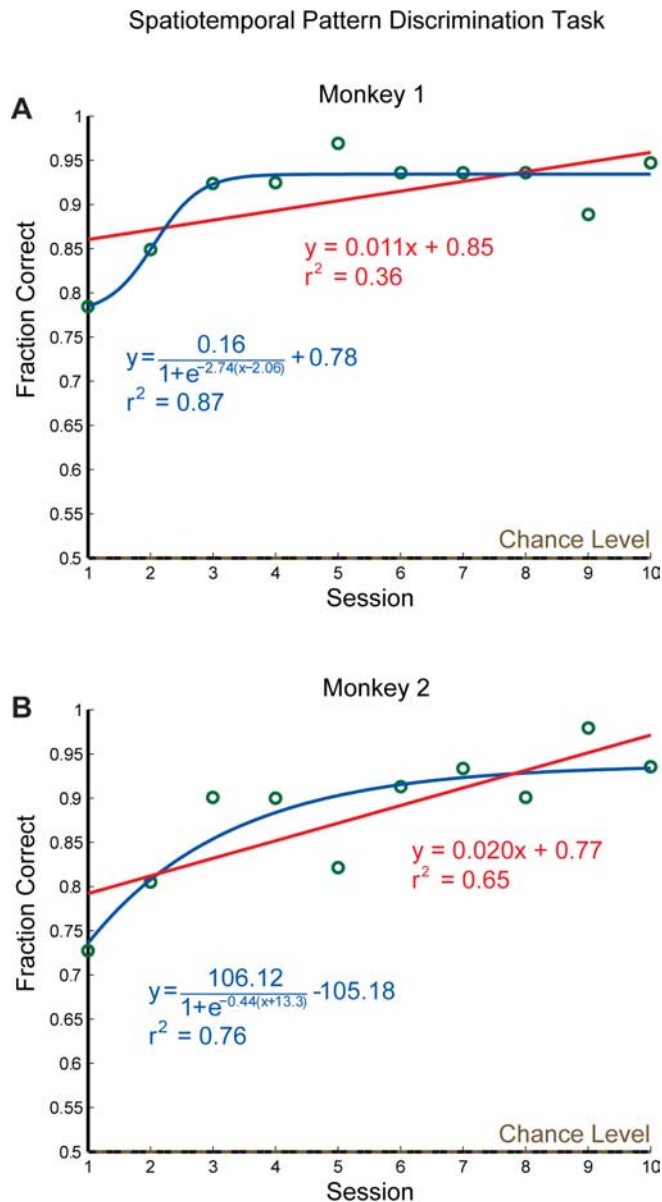 Spatiotemporal Pattern Discrimination Task
A
Monkey 1
Fraction Correct
1
0.95
0.9
0.85
0.8
0.75
0.7
0.65
0.6
0.55
0.5
y = 0.011x + 0.85
r² = 0.36
y = 0.16 / 1+e^−2.74(x−2.06) + 0.78
r² = 0.87
Chance Level
1 2 3 4 5 6 7 8 9 10
Session
B
Monkey 2
Fraction Correct
1
0.95
0.9
0.85
0.8
0.75
0.7
0.65
0.6
0.55
0.5
y = 0.020x + 0.77
r² = 0.65
y = 106.12 / 1+e^−0.44(x+13.3) -105.18
r² = 0.76
Chance Level
1 2 3 4 5 6 7 8 9 10
Session